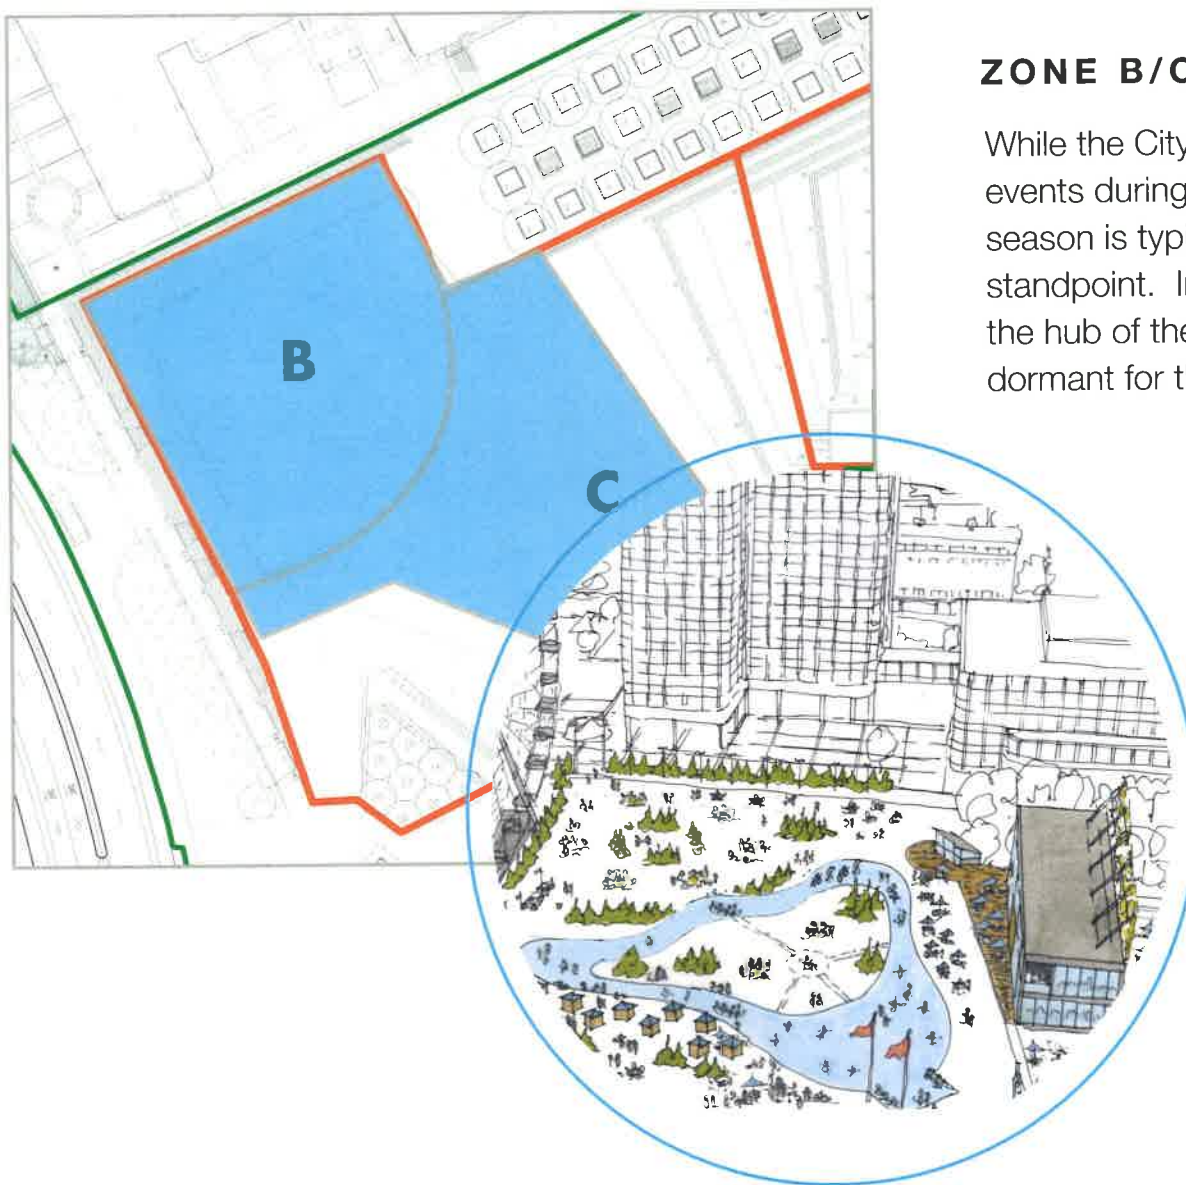 ZONE B/C
While the City
events during
season is typ
standpoint. I
the hub of the
dormant for t
B
C